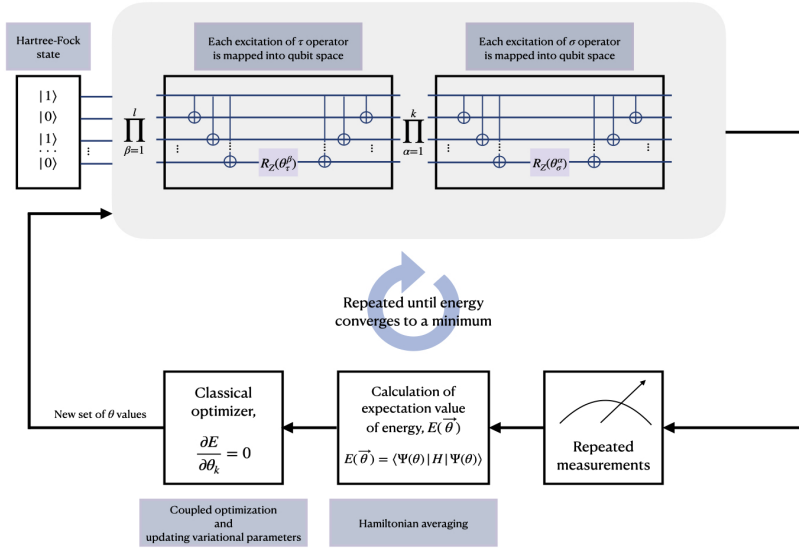 Hartree-Fock
state
Each excitation of τ operator
is mapped into qubit space
Each excitation of σ operator
is mapped into qubit space
|1⟩
|0⟩
|1⟩
· · ·
|0⟩
⋮
l
∏
β=1
⋮
⋮
R_Z(θ_τ^β)
k
∏
α=1
⋮
⋮
R_Z(θ_σ^α)
Repeated until energy
converges to a minimum
New set of θ values
Classical
optimizer,
∂E/∂θ_k = 0
Calculation of
expectation value
of energy, E(θ⃗)
E(θ⃗) = ⟨Ψ(θ)|H|Ψ(θ)⟩
Repeated
measurements
Coupled optimization
and
updating variational parameters
Hamiltonian averaging